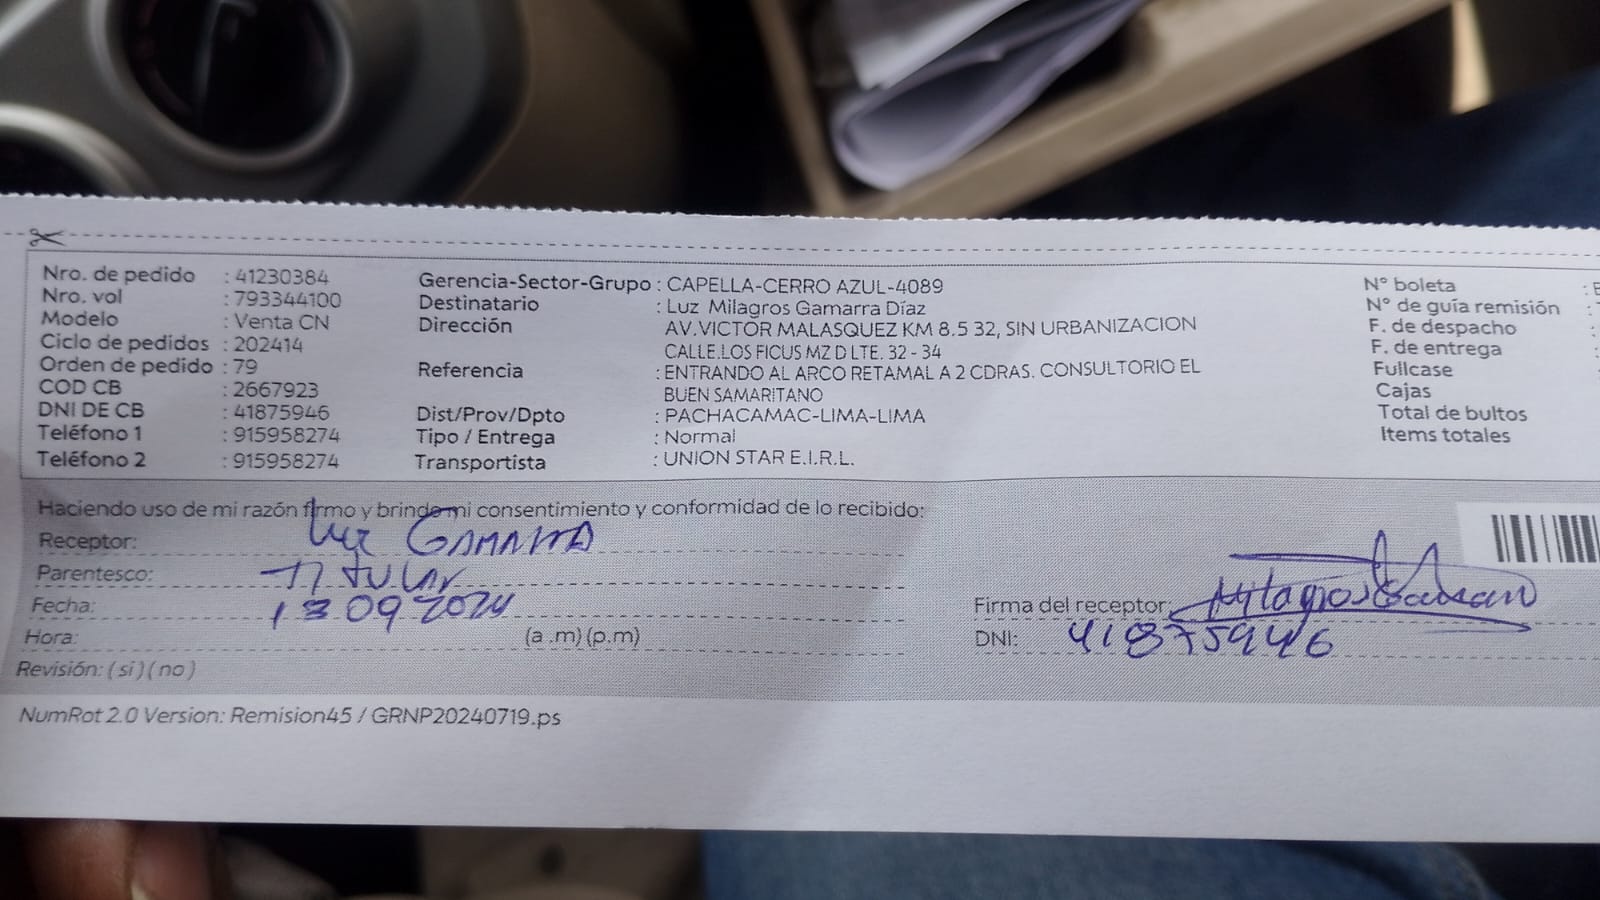 Nro. de pedido : 41230384
Nro. vol : 793344100
Modelo : Venta CN
Ciclo de pedidos : 202414
Orden de pedido : 79
COD CB : 2667923
DNI DE CB : 41875946
Teléfono 1 : 915958274
Teléfono 2 : 915958274
Gerencia-Sector-Grupo : CAPELLA-CERRO AZUL-4089
Destinatario : Luz Milagros Gamarra Díaz
Dirección AV.VICTOR MALASQUEZ KM 8.5 32, SIN URBANIZACION
CALLE.LOS FICUS MZ D LTE. 32 - 34
Referencia : ENTRANDO AL ARCO RETAMAL A 2 CDRAS. CONSULTORIO EL
BUEN SAMARITANO
Dist/Prov/Dpto : PACHACAMAC-LIMA-LIMA
Tipo / Entrega : Normal
Transportista : UNION STAR E.I.R.L.
N° boleta :
N° de guía remisión :
F. de despacho :
F. de entrega :
Fullcase
Cajas
Total de bultos
Items totales
Haciendo uso de mi razón firmo y brindo mi consentimiento y conformidad de lo recibido:
Receptor: Luz GAMARRA
Parentesco: Titular
Fecha: 13 09 2024
Hora: (a .m) (p.m)
Revisión: ( si ) ( no )
Firma del receptor: Milagros Gamarra
DNI: 41875946
NumRot 2.0 Version: Remision45 / GRNP20240719.ps